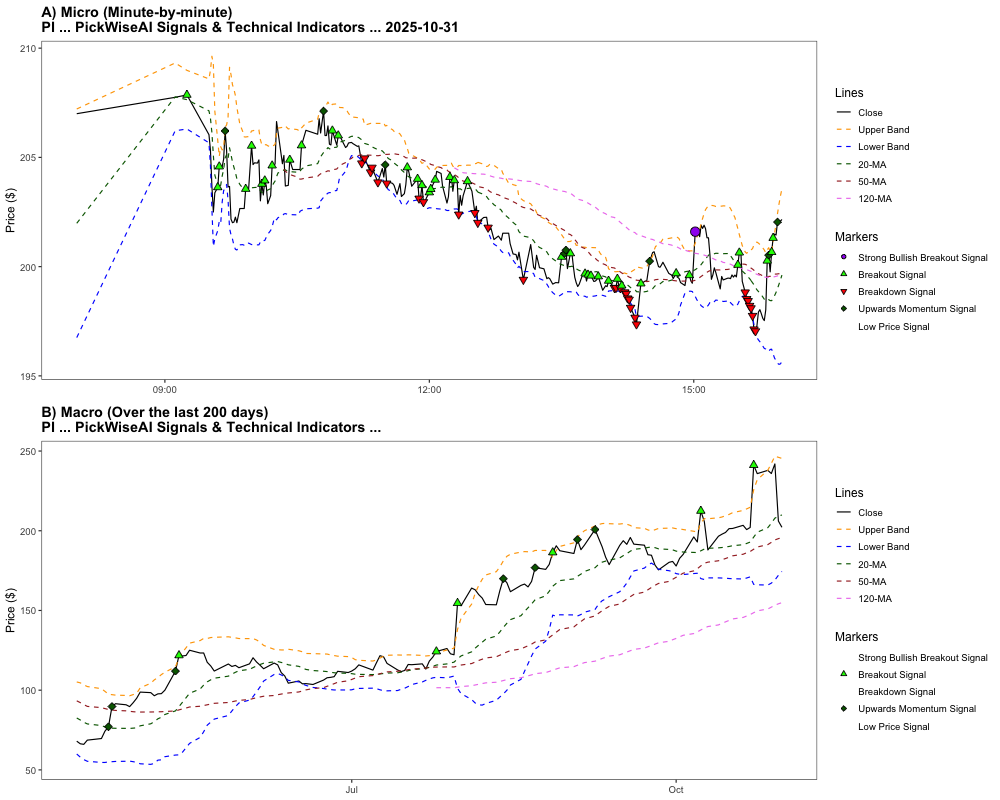 A) Micro (Minute-by-minute)
PI ... PickWiseAI Signals & Technical Indicators ... 2025-10-31
Price ($)
210
205
200
195
09:00
12:00
15:00
Lines
Close
Upper Band
Lower Band
20-MA
50-MA
120-MA
Markers
Strong Bullish Breakout Signal
Breakout Signal
Breakdown Signal
Upwards Momentum Signal
Low Price Signal
B) Macro (Over the last 200 days)
PI ... PickWiseAI Signals & Technical Indicators ...
Price ($)
250
200
150
100
50
Jul
Oct
Lines
Close
Upper Band
Lower Band
20-MA
50-MA
120-MA
Markers
Strong Bullish Breakout Signal
Breakout Signal
Breakdown Signal
Upwards Momentum Signal
Low Price Signal